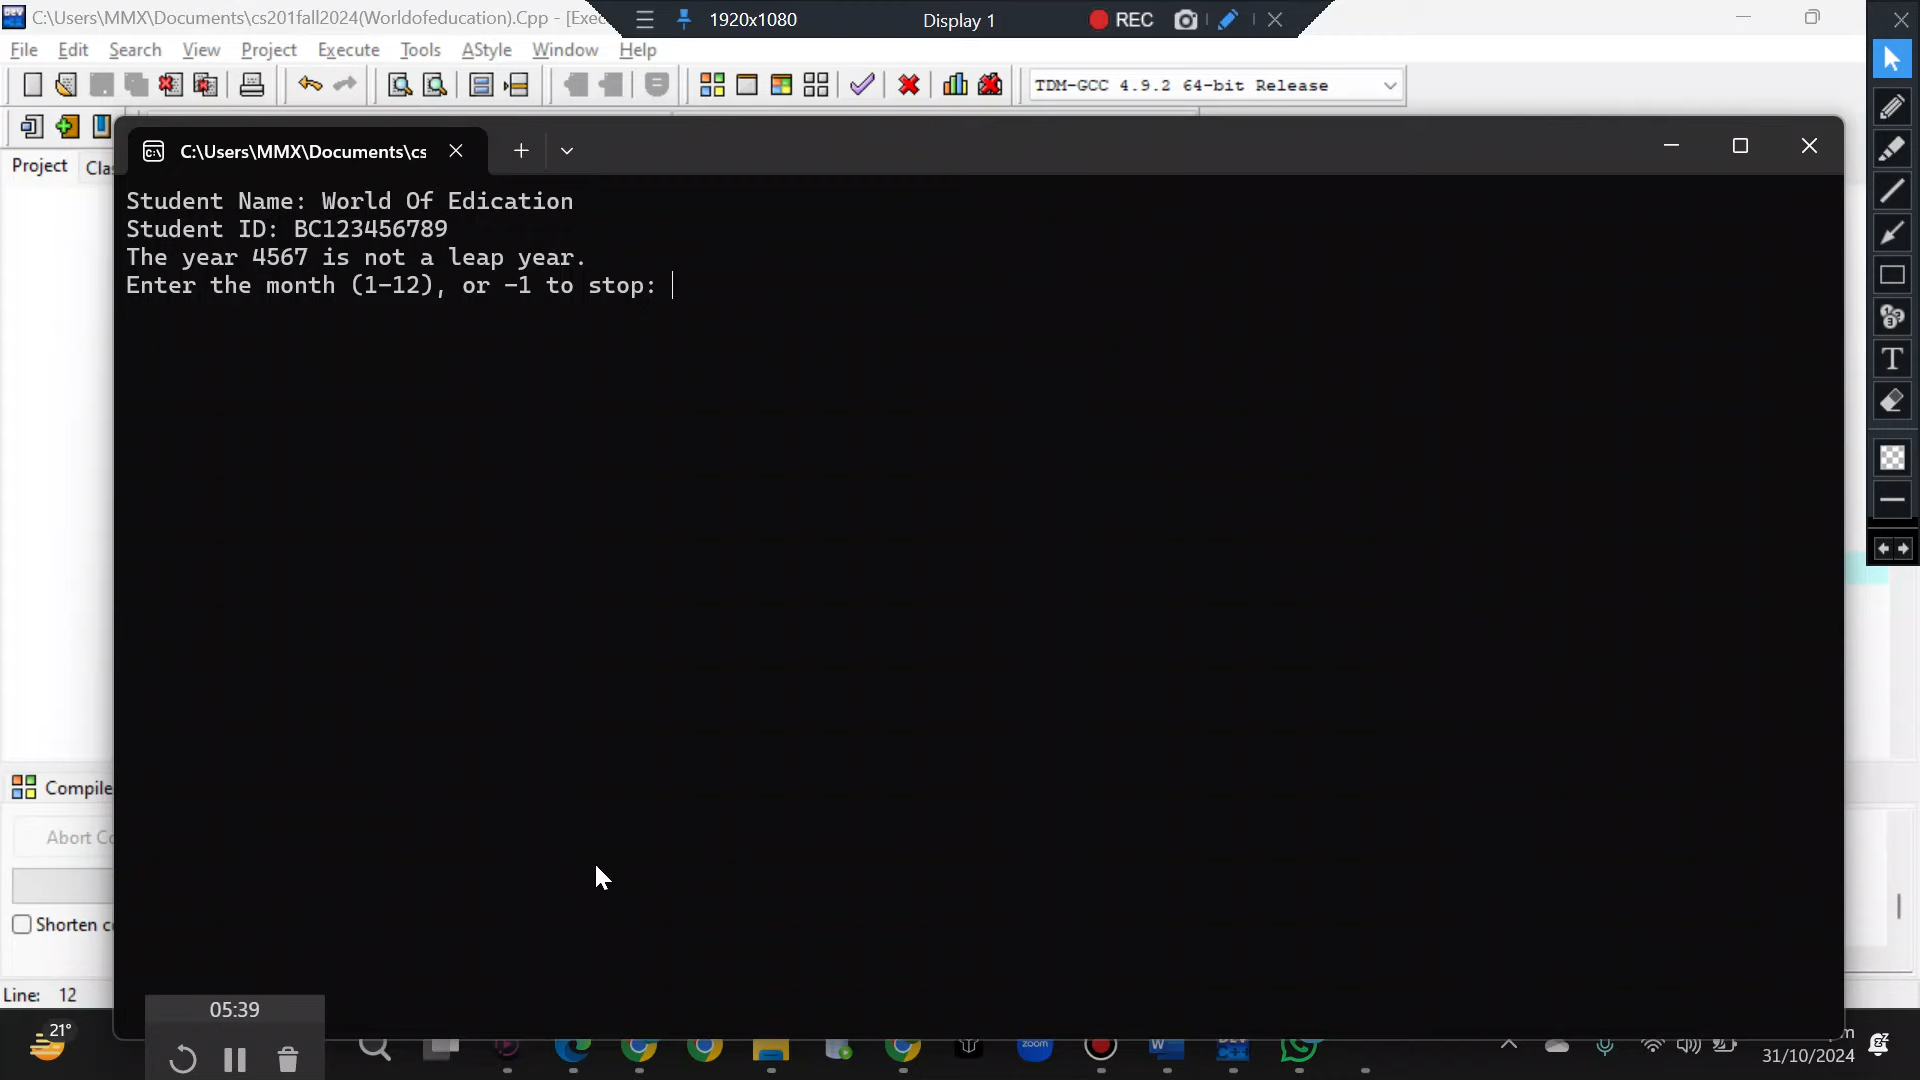 C:\Users\MMX\Documents\cs201fall2024(Worldofeducation).Cpp - [Exec
1920x1080
Display 1
REC
File Edit Search View Project Execute Tools AStyle Window Help
TDM-GCC 4.9.2 64-bit Release
Project Clas
C:\Users\MMX\Documents\cs
Student Name: World Of Edication
Student ID: BC123456789
The year 4567 is not a leap year.
Enter the month (1-12), or -1 to stop:
Compile
Abort Co
Shorten c
Line: 12
05:39
21°
zoom
31/10/2024